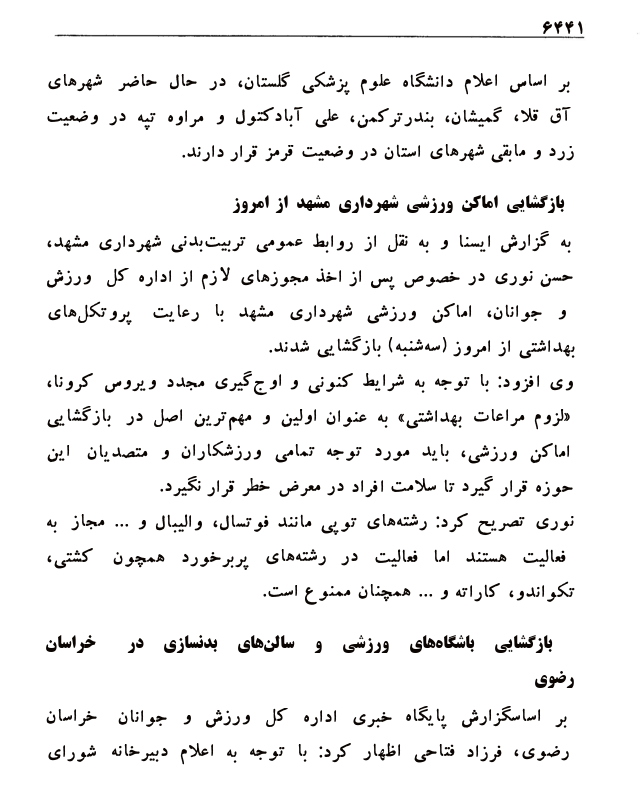 ۶۴۴۱
بر اساس اعلام دانشگاه علوم پزشکی گلستان، در حال حاضر شهرهای
آق قلا، گمیشان، بندرترکمن، علی آبادکتول و مراوه تپه در وضعیت
زرد و مابقی شهرهای استان در وضعیت قرمز قرار دارند.
بازگشایی اماکن ورزشی شهرداری مشهد از امروز
به گزارش ایسنا و به نقل از روابط عمومی تربیت‌بدنی شهرداری مشهد،
حسن نوری در خصوص پس از اخذ مجوزهای لازم از اداره کل ورزش
و جوانان، اماکن ورزشی شهرداری مشهد با رعایت پروتکل‌های
بهداشتی از امروز (سه‌شنبه) بازگشایی شدند.
وی افزود: با توجه به شرایط کنونی و اوج‌گیری مجدد ویروس کرونا،
«لزوم مراعات بهداشتی» به عنوان اولین و مهم‌ترین اصل در بازگشایی
اماکن ورزشی، باید مورد توجه تمامی ورزشکاران و متصدیان این
حوزه قرار گیرد تا سلامت افراد در معرض خطر قرار نگیرد.
نوری تصریح کرد: رشته‌های توپی مانند فوتسال، والیبال و ... مجاز به
فعالیت هستند اما فعالیت در رشته‌های پربرخورد همچون کشتی،
تکواندو، کاراته و ... همچنان ممنوع است.
بازگشایی باشگاه‌های ورزشی و سالن‌های بدنسازی در خراسان
رضوی
بر اساسگزارش پایگاه خبری اداره کل ورزش و جوانان خراسان
رضوی، فرزاد فتاحی اظهار کرد: با توجه به اعلام دبیرخانه شورای